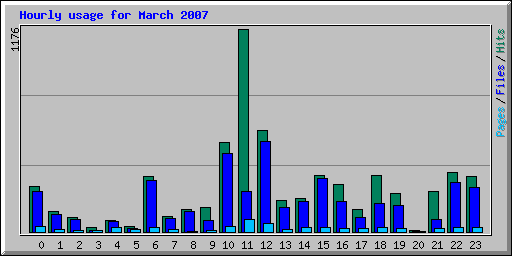 Hourly usage for March 2007
1176
Pages/Files/Hits
0 1 2 3 4 5 6 7 8 9 10 11 12 13 14 15 16 17 18 19 20 21 22 23